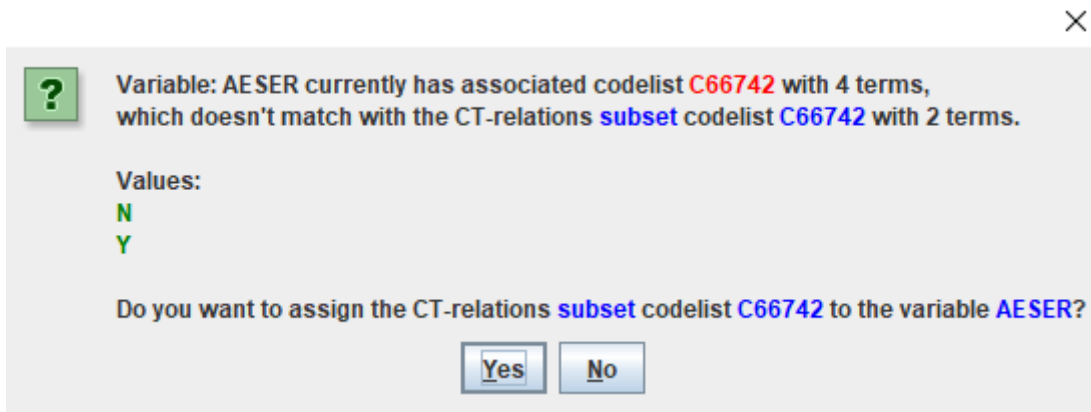 Variable: AESER currently has associated codelist C66742 with 4 terms,
which doesn't match with the CT-relations subset codelist C66742 with 2 terms.
Values:
N
Y
Do you want to assign the CT-relations subset codelist C66742 to the variable AESER?
Yes No